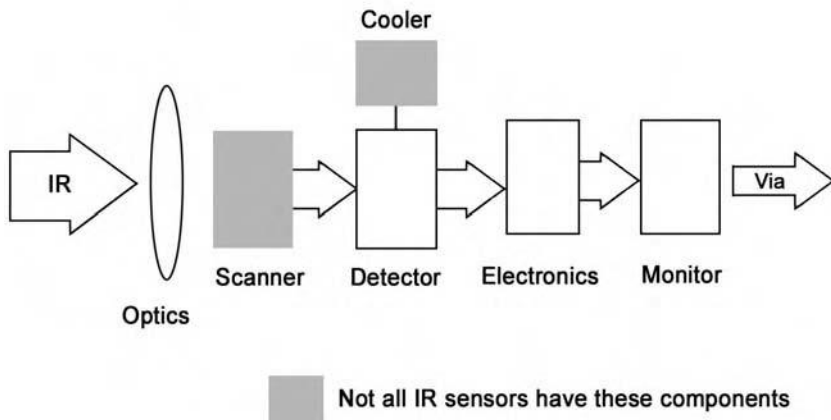 Cooler
IR
Via
Scanner
Detector
Electronics
Monitor
Optics
Not all IR sensors have these components